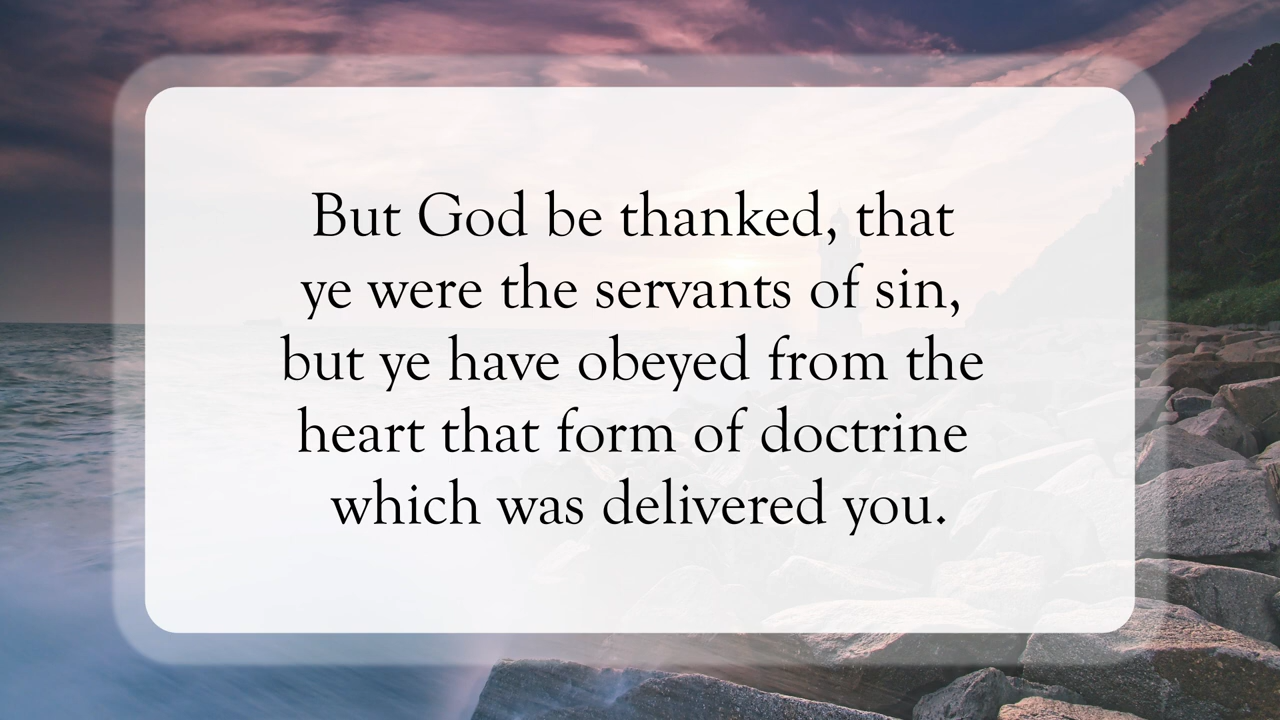 But God be thanked, that
ye were the servants of sin,
but ye have obeyed from the
heart that form of doctrine
which was delivered you.